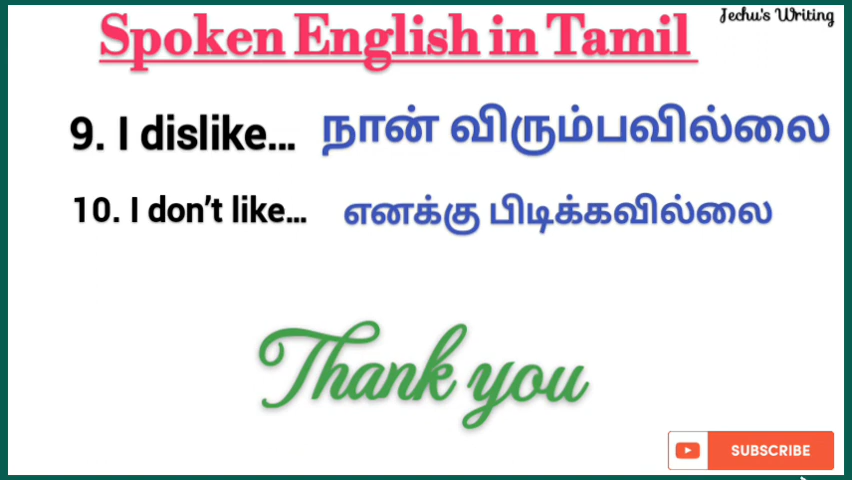 Jechu's Writing
Spoken English in Tamil
9. I dislike... நான் விரும்பவில்லை
10. I don't like... எனக்கு பிடிக்கவில்லை
Thank you
SUBSCRIBE